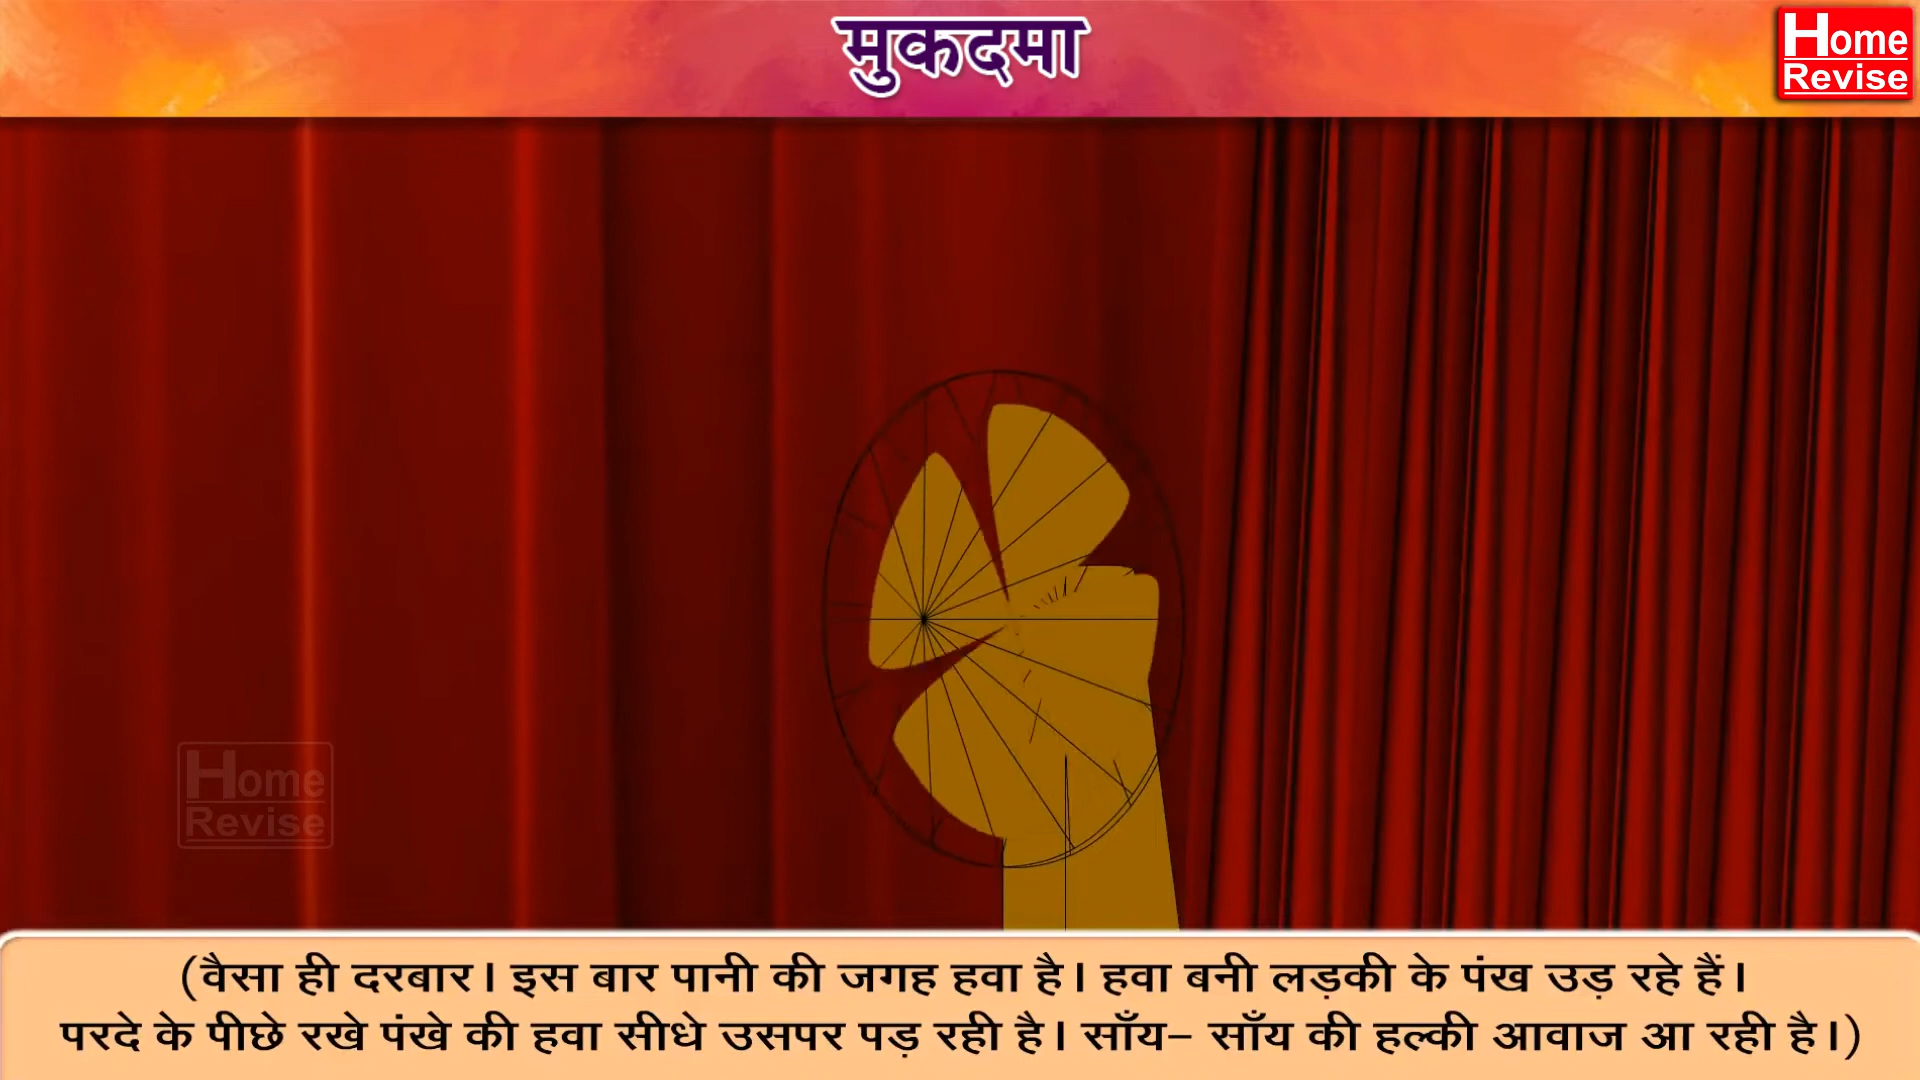 मुकदमा
Home
Revise
Home
Revise
(वैसा ही दरबार। इस बार पानी की जगह हवा है। हवा बनी लड़की के पंख उड़ रहे हैं।
परदे के पीछे रखे पंखे की हवा सीधे उसपर पड़ रही है। साँय- साँय की हल्की आवाज आ रही है।)